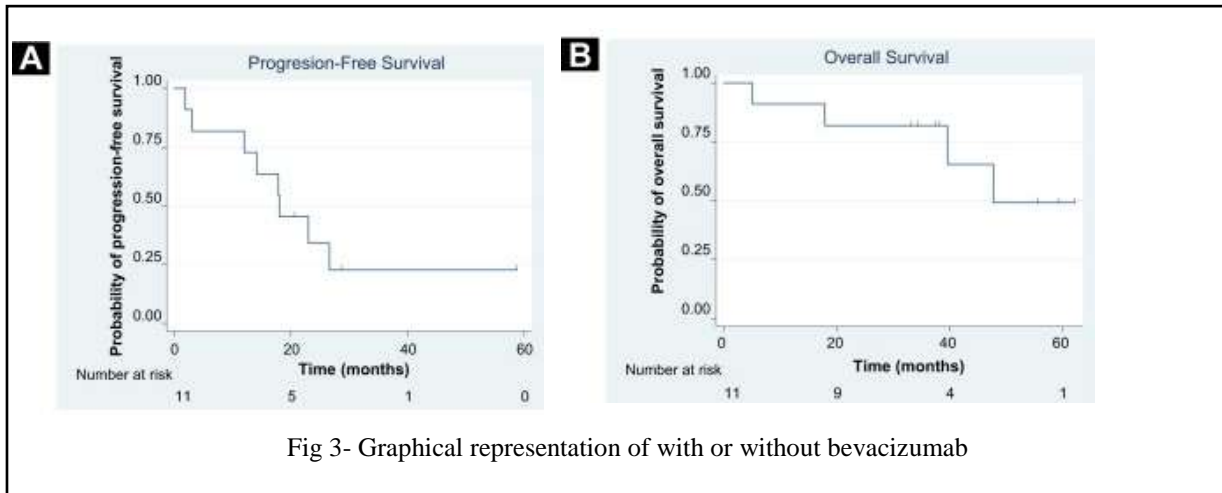 A
Progresion-Free Survival
Probability of progression-free survival
1.00
0.75
0.50
0.25
0.00
0 20 40 60
Time (months)
Number at risk
11 5 1 0
B
Overall Survival
Probability of overall survival
1.00
0.75
0.50
0.25
0.00
0 20 40 60
Time (months)
Number at risk
11 9 4 1
Fig 3- Graphical representation of with or without bevacizumab